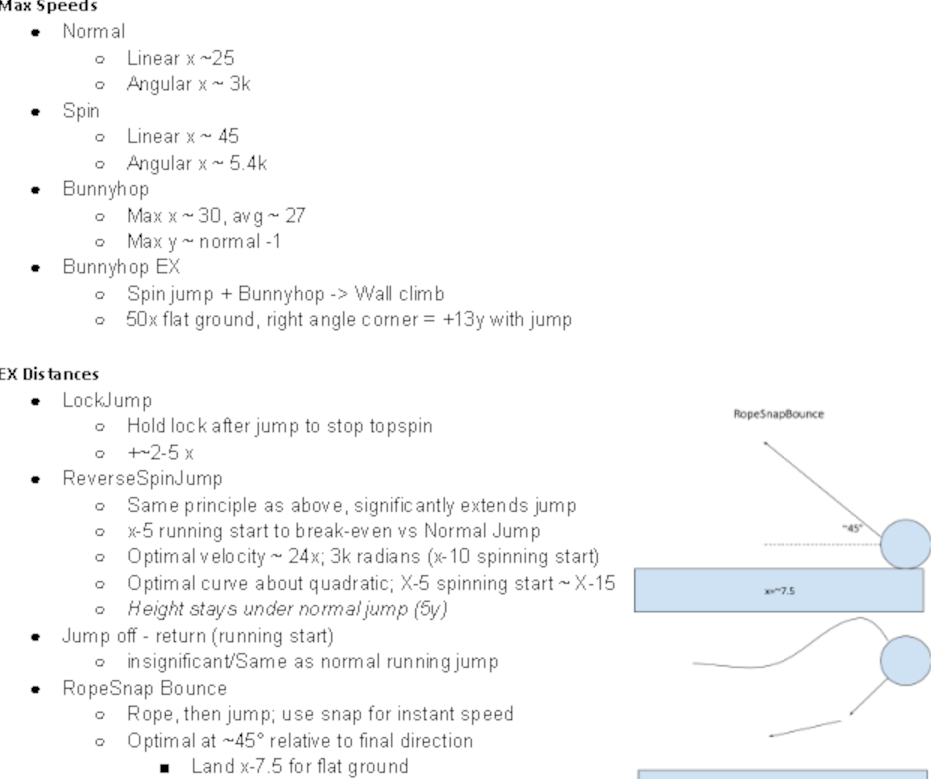 Max Speeds
● Normal
○ Linear x ~25
○ Angular x ~ 3k
● Spin
○ Linear x ~ 45
○ Angular x ~ 5.4k
● Bunnyhop
○ Max x ~ 30, avg ~ 27
○ Max y ~ normal -1
● Bunnyhop EX
○ Spin jump + Bunnyhop -> Wall climb
○ 50x flat ground, right angle corner = +13y with jump
EX Distances
● LockJump
○ Hold lock after jump to stop topspin
○ +~2-5 x
● ReverseSpinJump
○ Same principle as above, significantly extends jump
○ x-5 running start to break-even vs Normal Jump
○ Optimal velocity ~ 24x; 3k radians (x-10 spinning start)
○ Optimal curve about quadratic; X-5 spinning start ~ X-15
○ Height stays under normal jump (5y)
● Jump off - return (running start)
○ insignificant/Same as normal running jump
● RopeSnap Bounce
○ Rope, then jump; use snap for instant speed
○ Optimal at ~45° relative to final direction
■ Land x-7.5 for flat ground
RopeSnapBounce
~45°
x=~7.5